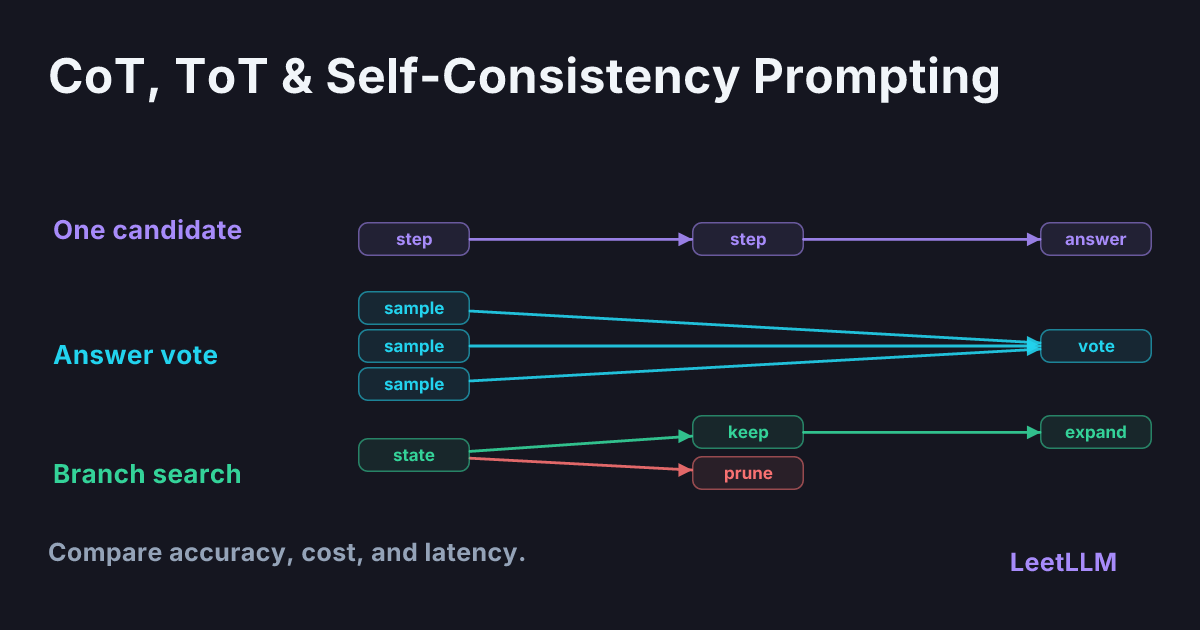 CoT, ToT & Self-Consistency Prompting
One candidate
step
step
answer
Answer vote
sample
sample
sample
vote
Branch search
state
keep
prune
expand
Compare accuracy, cost, and latency.
LeetLLM